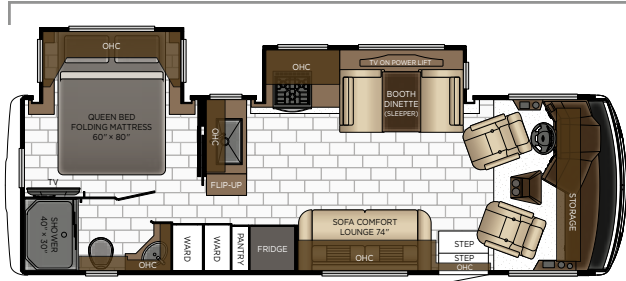 OHC
QUEEN BED
FOLDING MATTRESS
60" × 80"
TV
SHOWER
40" × 30"
OHC
OHC
FLIP-UP
WARD
WARD
PANTRY
FRIDGE
OHC
TV ON POWER LIFT
BOOTH
DINETTE
(SLEEPER)
SOFA COMFORT
LOUNGE 74"
OHC
STEP
STEP
OHC
STORAGE